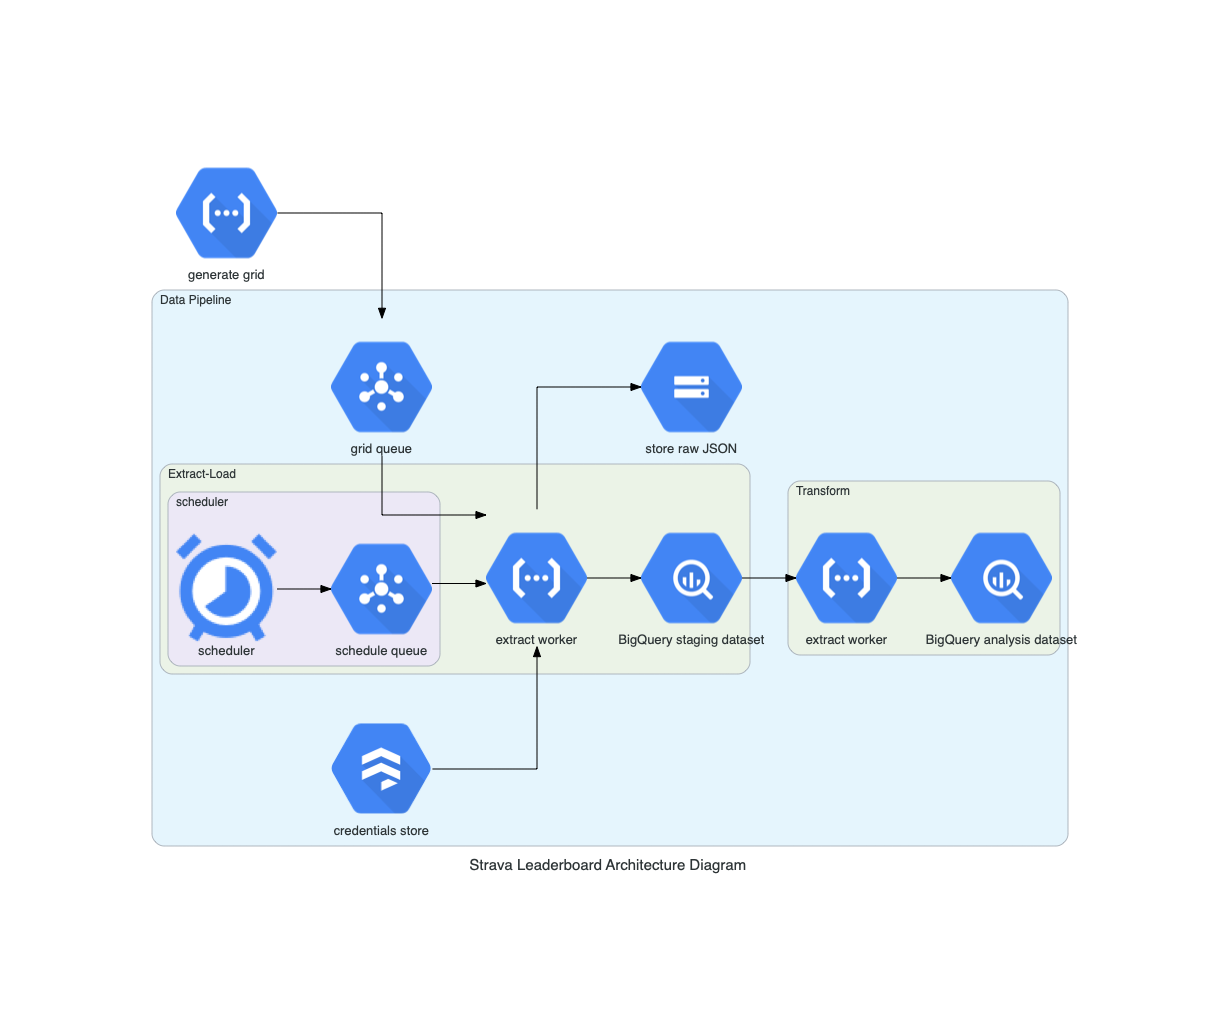 generate grid
Data Pipeline
grid queue
store raw JSON
Extract-Load
scheduler
Transform
scheduler
schedule queue
extract worker
BigQuery staging dataset
extract worker
BigQuery analysis dataset
credentials store
Strava Leaderboard Architecture Diagram